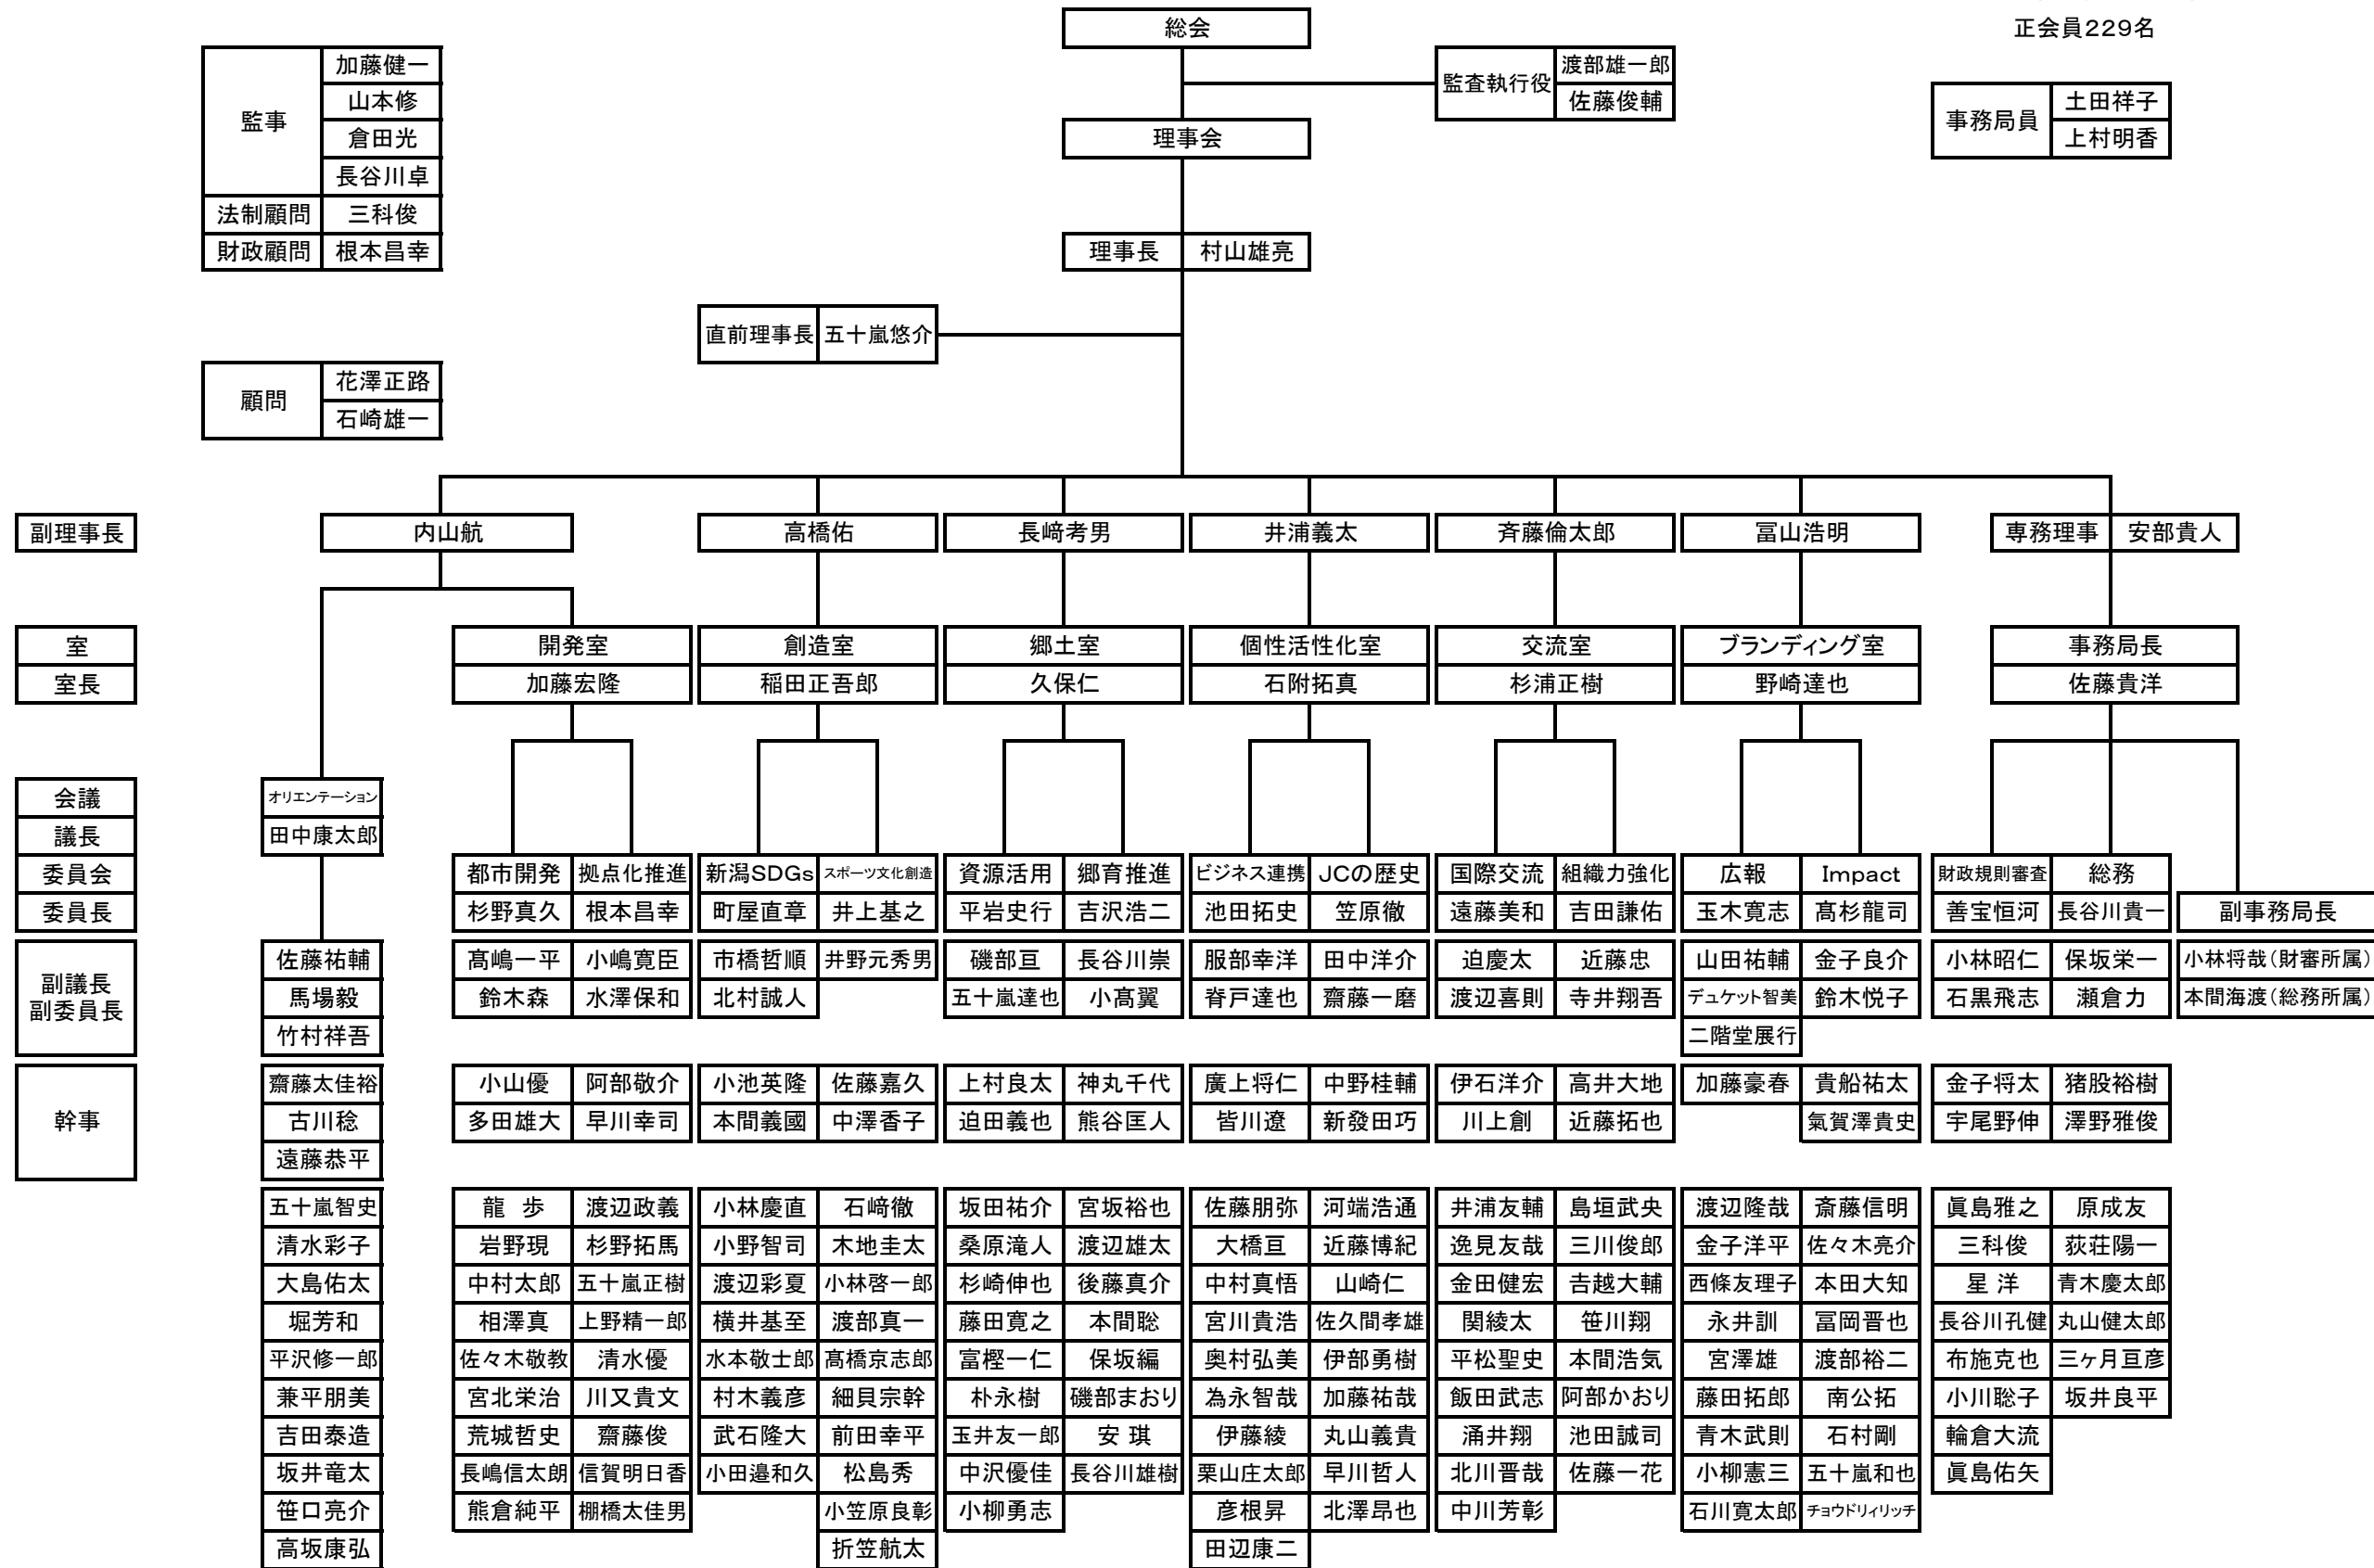 総会 正会員229名
監事 加藤健一 監査執行役 渡部雄一郎
山本修 佐藤俊輔 事務局員 土田祥子
倉田光 理事会 上村明香
長谷川卓
法制顧問 三科俊
財政顧問 根本昌幸 理事長 村山雄亮
直前理事長 五十嵐悠介
顧問 花澤正路
石崎雄一
副理事長 内山航 高橋佑 長﨑考男 井浦義太 斉藤倫太郎 冨山浩明 専務理事 安部貴人
室 開発室 創造室 郷土室 個性活性化室 交流室 ブランディング室 事務局長
室長 加藤宏隆 稲田正吾郎 久保仁 石附拓真 杉浦正樹 野崎達也 佐藤貴洋
会議 オリエンテーション
議長 田中康太郎
委員会 都市開発 拠点化推進 新潟SDGs スポーツ文化創造 資源活用 郷育推進 ビジネス連携 JCの歴史 国際交流 組織力強化 広報 Impact 財政規則審査 総務
委員長 杉野真久 根本昌幸 町屋直章 井上基之 平岩史行 吉沢浩二 池田拓史 笠原徹 遠藤美和 吉田謙佑 玉木寛志 髙杉龍司 善宝恒河 長谷川貴一 副事務局長
副議長 副委員長 佐藤祐輔 髙嶋一平 小嶋寛臣 市橋哲順 井野元秀男 磯部亘 長谷川崇 服部幸洋 田中洋介 迫慶太 近藤忠 山田祐輔 金子良介 小林昭仁 保坂栄一 小林将哉(財審所属)
馬場毅 鈴木森 水澤保和 北村誠人 五十嵐達也 小髙翼 脊戸達也 齋藤一磨 渡辺喜則 寺井翔吾 デュケット智美 鈴木悦子 石黒飛志 瀬倉力 本間海渡(総務所属)
竹村祥吾 二階堂展行
幹事 齋藤太佳裕 小山優 阿部敬介 小池英隆 佐藤嘉久 上村良太 神丸千代 廣上将仁 中野桂輔 伊石洋介 高井大地 加藤豪春 貴船祐太 金子将太 猪股裕樹
古川稔 多田雄大 早川幸司 本間義國 中澤香子 迫田義也 熊谷匡人 皆川遼 新發田巧 川上創 近藤拓也 氣賀澤貴史 宇尾野伸 澤野雅俊
遠藤恭平
五十嵐智史 龍 歩 渡辺政義 小林慶直 石﨑徹 坂田祐介 宮坂裕也 佐藤朋弥 河端浩通 井浦友輔 島垣武央 渡辺隆哉 斎藤信明 眞島雅之 原成友
清水彩子 岩野現 杉野拓馬 小野智司 木地圭太 桑原滝人 渡辺雄太 大橋亘 近藤博紀 逸見友哉 三川俊郎 金子洋平 佐々木亮介 三科俊 荻荘陽一
大島佑太 中村太郎 五十嵐正樹 渡辺彩夏 小林啓一郎 杉崎伸也 後藤真介 中村真悟 山崎仁 金田健宏 吉越大輔 西條友理子 本田大知 星 洋 青木慶太郎
堀芳和 相澤真 上野精一郎 横井基至 渡部真一 藤田寛之 本間聡 宮川貴浩 佐久間孝雄 関綾太 笹川翔 永井訓 冨岡晋也 長谷川孔健 丸山健太郎
平沢修一郎 佐々木敬教 清水優 水本敬士郎 髙橋京志郎 富樫一仁 保坂編 奥村弘美 伊部勇樹 平松聖史 本間浩気 宮澤雄 渡部裕二 布施克也 三ヶ月亘彦
兼平朋美 宮北栄治 川又貴文 村木義彦 細貝宗幹 朴永樹 磯部まおり 為永智哉 加藤祐哉 飯田武志 阿部かおり 藤田拓郎 南公拓 小川聡子 坂井良平
吉田泰造 荒城哲史 齋藤俊 武石隆大 前田幸平 玉井友一郎 安 琪 伊藤綾 丸山義貴 涌井翔 池田誠司 青木武則 石村剛 輪倉大流
坂井竜太 長嶋信太朗 信賀明日香 小田邉和久 松島秀 中沢優佳 長谷川雄樹 栗山庄太郎 早川哲人 北川晋哉 佐藤一花 小柳憲三 五十嵐和也 眞島佑矢
笹口亮介 熊倉純平 棚橋太佳男 小笠原良彰 小柳勇志 彦根昇 北澤昂也 中川芳彰 石川寛太郎 チョウドリィリッチ
高坂康弘 折笠航太 田辺康二